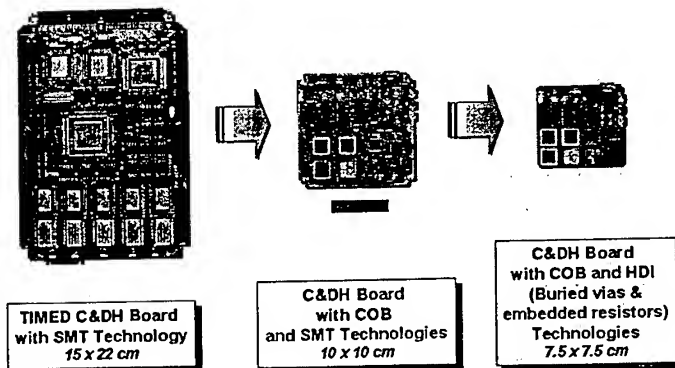 TIMED C&DH Board
with SMT Technology
15 x 22 cm
C&DH Board
with COB
and SMT Technologies
10 x 10 cm
C&DH Board
with COB and HDI
(Buried vias &
embedded resistors)
Technologies
7.5 x 7.5 cm